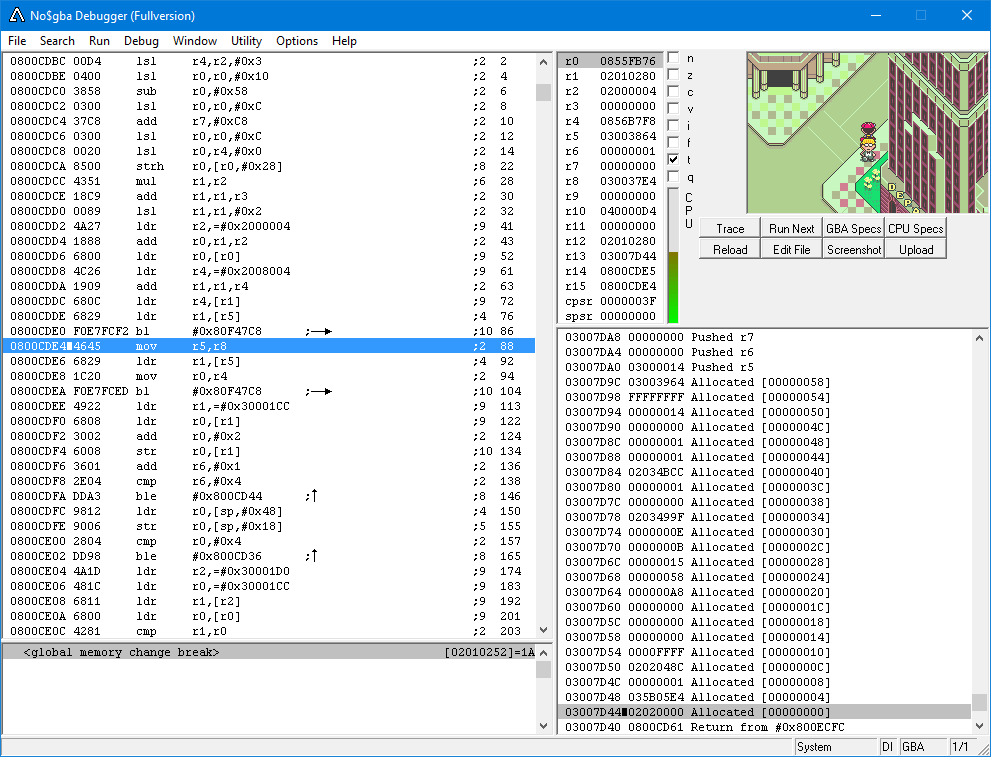 No$gba Debugger (Fullversion)
File Search Run Debug Window Utility Options Help
0800CDBC 00D4 lsl r4,r2,#0x3 ;2 2
0800CDBE 0400 lsl r0,r0,#0x10 ;2 4
0800CDC0 3858 sub r0,#0x58 ;2 6
0800CDC2 0300 lsl r0,r0,#0xC ;2 8
0800CDC4 37C8 add r7,#0xC8 ;2 10
0800CDC6 0300 lsl r0,r0,#0xC ;2 12
0800CDC8 0020 lsl r0,r4,#0x0 ;2 14
0800CDCA 8500 strh r0,[r0,#0x28] ;8 22
0800CDCC 4351 mul r1,r2 ;6 28
0800CDCE 18C9 add r1,r1,r3 ;2 30
0800CDD0 0089 lsl r1,r1,#0x2 ;2 32
0800CDD2 4A27 ldr r2,=#0x2000004 ;9 41
0800CDD4 1888 add r0,r1,r2 ;2 43
0800CDD6 6800 ldr r0,[r0] ;9 52
0800CDD8 4C26 ldr r4,=#0x2008004 ;9 61
0800CDDA 1909 add r1,r1,r4 ;2 63
0800CDDC 680C ldr r4,[r1] ;9 72
0800CDDE 6829 ldr r1,[r5] ;4 76
0800CDE0 F0E7FCF2 bl #0x80F47C8 ;→ ;10 86
0800CDE4 4645 mov r5,r8 ;2 88
0800CDE6 6829 ldr r1,[r5] ;4 92
0800CDE8 1C20 mov r0,r4 ;2 94
0800CDEA F0E7FCED bl #0x80F47C8 ;→ ;10 104
0800CDEE 4922 ldr r1,=#0x30001CC ;9 113
0800CDF0 6808 ldr r0,[r1] ;9 122
0800CDF2 3002 add r0,#0x2 ;2 124
0800CDF4 6008 str r0,[r1] ;10 134
0800CDF6 3601 add r6,#0x1 ;2 136
0800CDF8 2E04 cmp r6,#0x4 ;2 138
0800CDFA DDA3 ble #0x800CD44 ;↑ ;8 146
0800CDFC 9812 ldr r0,[sp,#0x48] ;4 150
0800CDFE 9006 str r0,[sp,#0x18] ;5 155
0800CE00 2804 cmp r0,#0x4 ;2 157
0800CE02 DD98 ble #0x800CD36 ;↑ ;8 165
0800CE04 4A1D ldr r2,=#0x30001D0 ;9 174
0800CE06 481C ldr r0,=#0x30001CC ;9 183
0800CE08 6811 ldr r1,[r2] ;9 192
0800CE0A 6800 ldr r0,[r0] ;9 201
0800CE0C 4281 cmp r1,r0 ;2 203
<global memory change break> [02010252]=1A
r0 0855FB76
r1 02010280
r2 02000004
r3 00000000
r4 0856B7F8
r5 03003864
r6 00000001
r7 00000000
r8 030037E4
r9 00000000
r10 040000D4
r11 00000000
r12 02010280
r13 03007D44
r14 0800CDE5
r15 0800CDE4
cpsr 0000003F
spsr 00000000
n
z
c
v
i
f
t
q
C
P
U
DEPA
Trace Run Next GBA Specs CPU Specs
Reload Edit File Screenshot Upload
03007DA8 00000000 Pushed r7
03007DA4 00000000 Pushed r6
03007DA0 03000014 Pushed r5
03007D9C 03003964 Allocated [00000058]
03007D98 FFFFFFFF Allocated [00000054]
03007D94 00000014 Allocated [00000050]
03007D90 00000000 Allocated [0000004C]
03007D8C 00000001 Allocated [00000048]
03007D88 00000001 Allocated [00000044]
03007D84 02034BCC Allocated [00000040]
03007D80 00000001 Allocated [0000003C]
03007D7C 00000000 Allocated [00000038]
03007D78 0203499F Allocated [00000034]
03007D74 0000000E Allocated [00000030]
03007D70 0000000B Allocated [0000002C]
03007D6C 00000015 Allocated [00000028]
03007D68 00000058 Allocated [00000024]
03007D64 000000A8 Allocated [00000020]
03007D60 00000000 Allocated [0000001C]
03007D5C 00000000 Allocated [00000018]
03007D58 00000000 Allocated [00000014]
03007D54 0000FFFF Allocated [00000010]
03007D50 0202048C Allocated [0000000C]
03007D4C 00000001 Allocated [00000008]
03007D48 035B05E4 Allocated [00000004]
03007D44 02020000 Allocated [00000000]
03007D40 0800CD61 Return from #0x800ECFC
System DI GBA 1/1